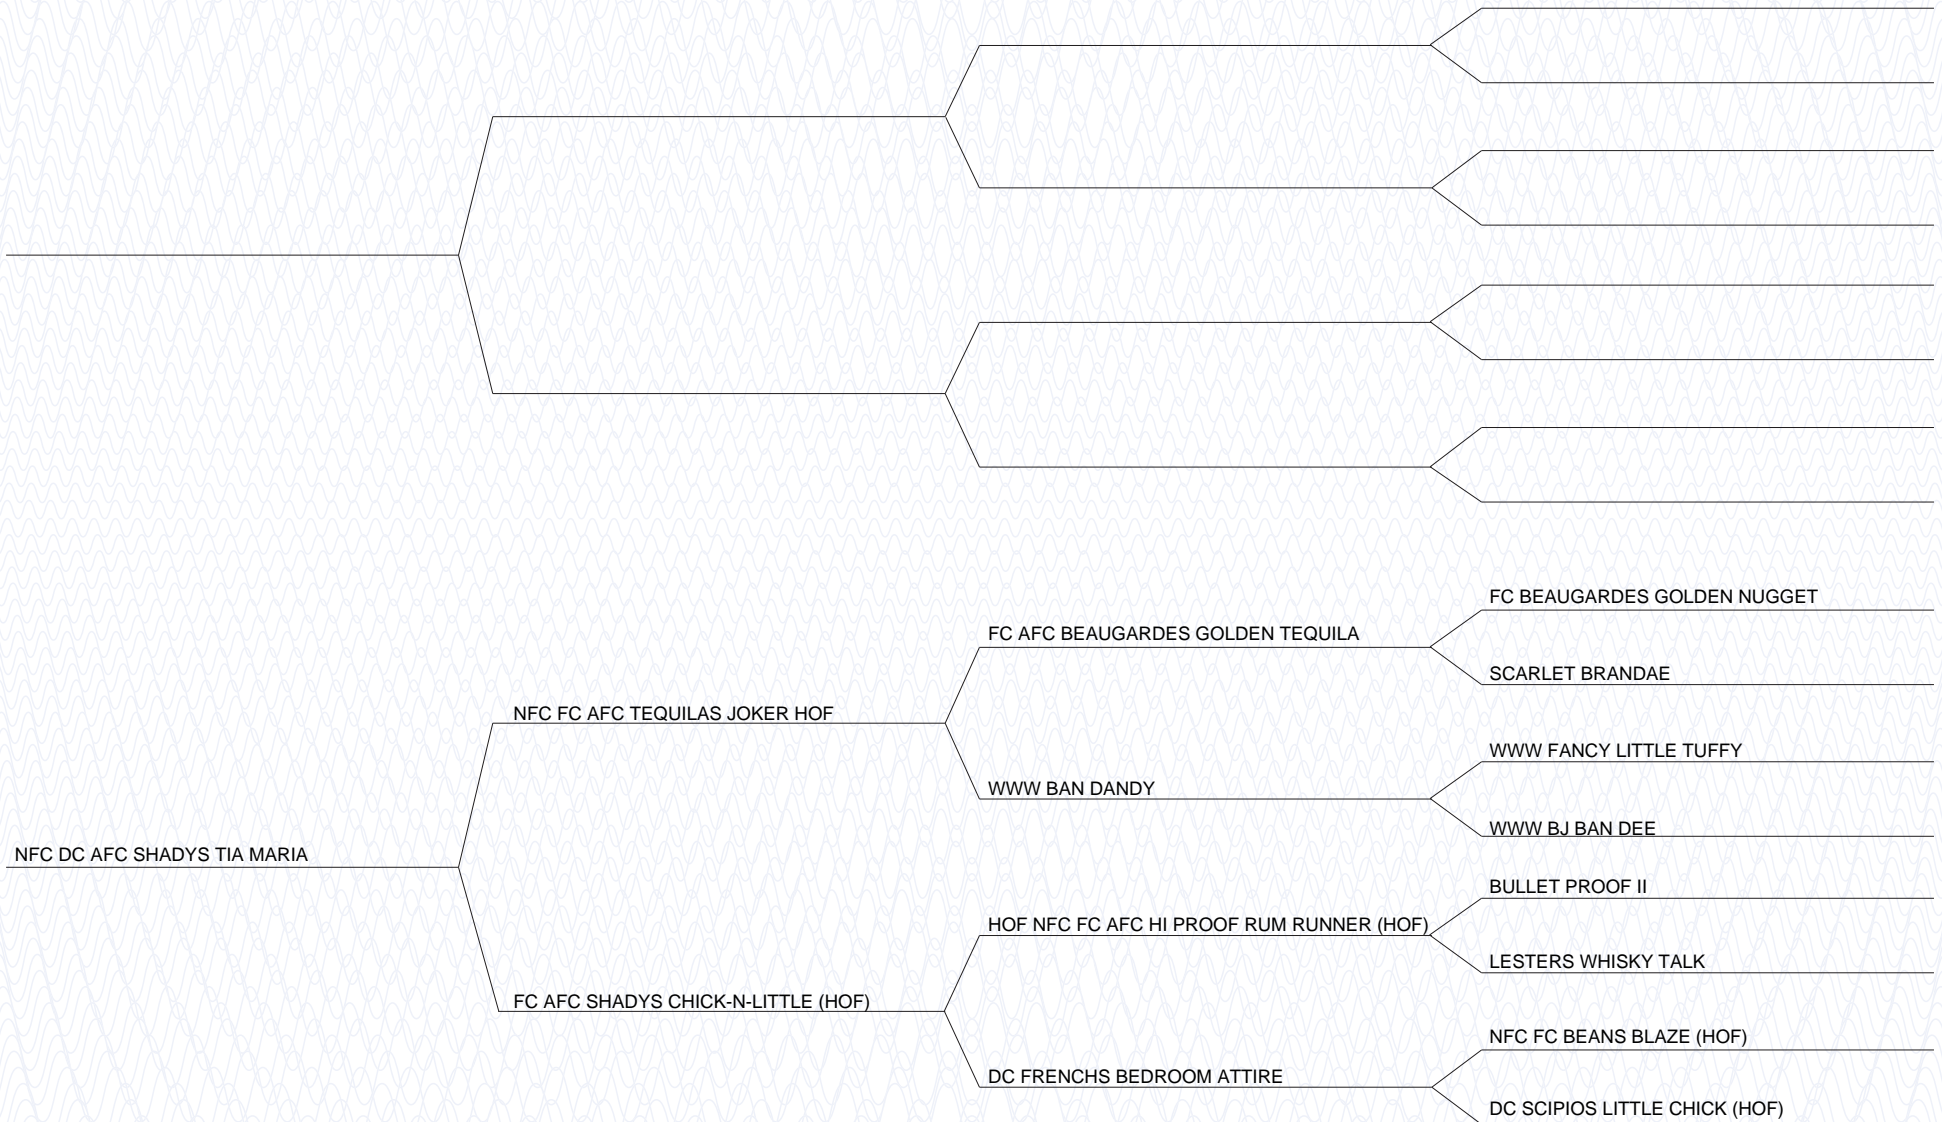 FC BEAUGARDES GOLDEN NUGGET
FC AFC BEAUGARDES GOLDEN TEQUILA
SCARLET BRANDAE
NFC FC AFC TEQUILAS JOKER HOF
WWW FANCY LITTLE TUFFY
WWW BAN DANDY
WWW BJ BAN DEE
NFC DC AFC SHADYS TIA MARIA
BULLET PROOF II
HOF NFC FC AFC HI PROOF RUM RUNNER (HOF)
LESTERS WHISKY TALK
FC AFC SHADYS CHICK-N-LITTLE (HOF)
NFC FC BEANS BLAZE (HOF)
DC FRENCHS BEDROOM ATTIRE
DC SCIPIOS LITTLE CHICK (HOF)